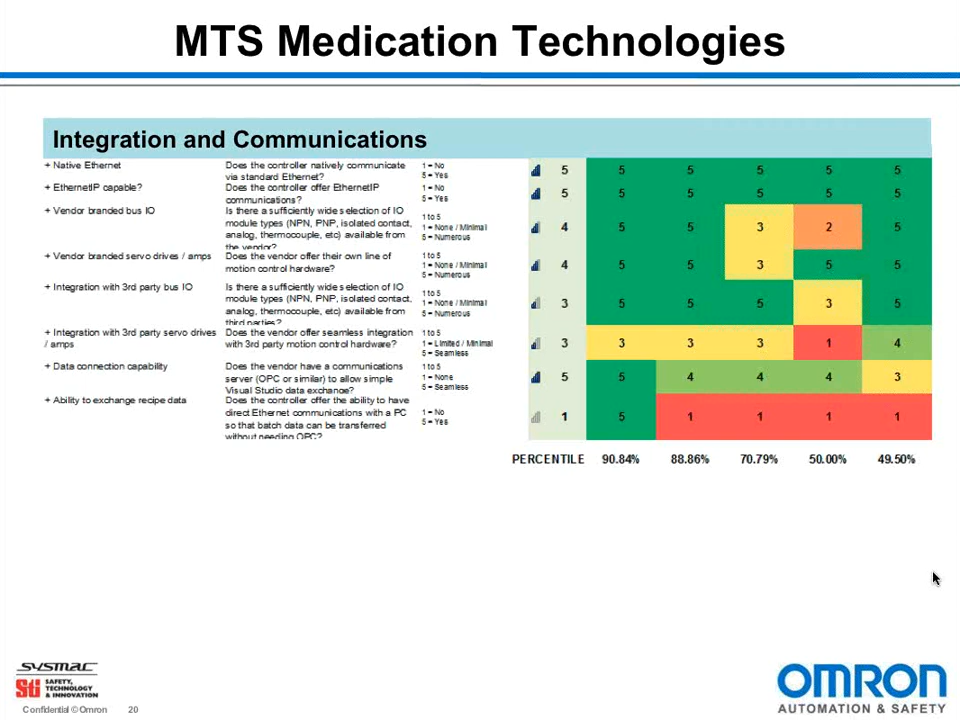 MTS Medication Technologies
Integration and Communications
+ Native Ethernet
Does the controller natively communicate
via standard Ethernet?
1 = No
5 = Yes
5 5 5 5 5 5
+ EthernetIP capable?
Does the controller offer EthernetIP
communications?
1 = No
5 = Yes
5 5 5 5 5 5
+ Vendor branded bus IO
Is there a sufficiently wide selection of IO
module types (NPN, PNP, isolated contact,
analog, thermocouple, etc) available from
the vendor?
1 to 5
1 = None / Minimal
5 = Numerous
4 5 5 3 2 5
+ Vendor branded servo drives / amps
Does the vendor offer their own line of
motion control hardware?
1 to 5
1 = None / Minimal
5 = Numerous
4 5 5 3 5 5
+ Integration with 3rd party bus IO
Is there a sufficiently wide selection of IO
module types (NPN, PNP, isolated contact,
analog, thermocouple, etc) available from
third parties?
1 to 5
1 = None / Minimal
5 = Numerous
3 5 5 5 3 5
+ Integration with 3rd party servo drives
/ amps
Does the vendor offer seamless integration
with 3rd party motion control hardware?
1 to 5
1 = Limited / Minimal
5 = Seamless
3 3 3 3 1 4
+ Data connection capability
Does the vendor have a communications
server (OPC or similar) to allow simple
Visual Studio data exchange?
1 to 5
1 = None
5 = Seamless
5 5 4 4 4 3
+ Ability to exchange recipe data
Does the controller offer the ability to have
direct Ethernet communications with a PC
so that batch data can be transferred
without needing OPC?
1 = No
5 = Yes
1 5 1 1 1 1
PERCENTILE 90.84% 88.86% 70.79% 50.00% 49.50%
sysmac
Sti SAFETY,
TECHNOLOGY
& INNOVATION
Confidential © Omron 20
OMRON
AUTOMATION & SAFETY